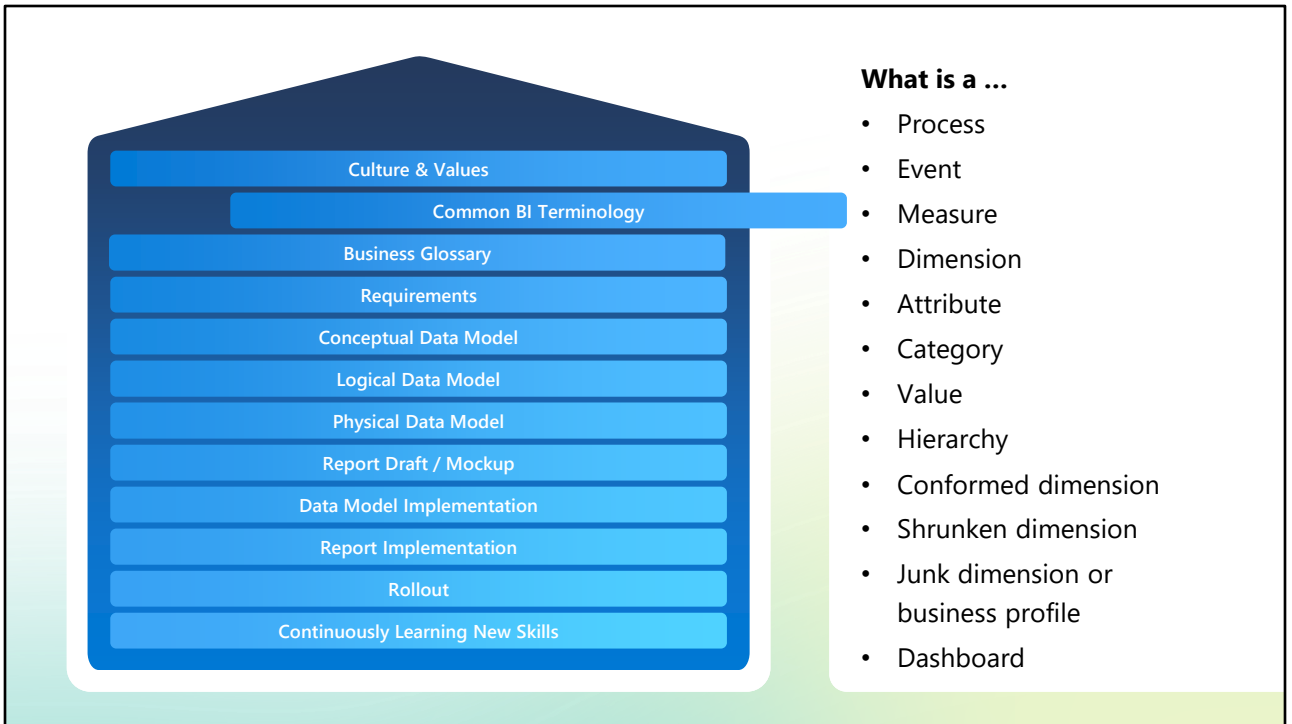 Culture & Values
Common BI Terminology
Business Glossary
Requirements
Conceptual Data Model
Logical Data Model
Physical Data Model
Report Draft / Mockup
Data Model Implementation
Report Implementation
Rollout
Continuously Learning New Skills
What is a …
• Process
• Event
• Measure
• Dimension
• Attribute
• Category
• Value
• Hierarchy
• Conformed dimension
• Shrunken dimension
• Junk dimension or
business profile
• Dashboard